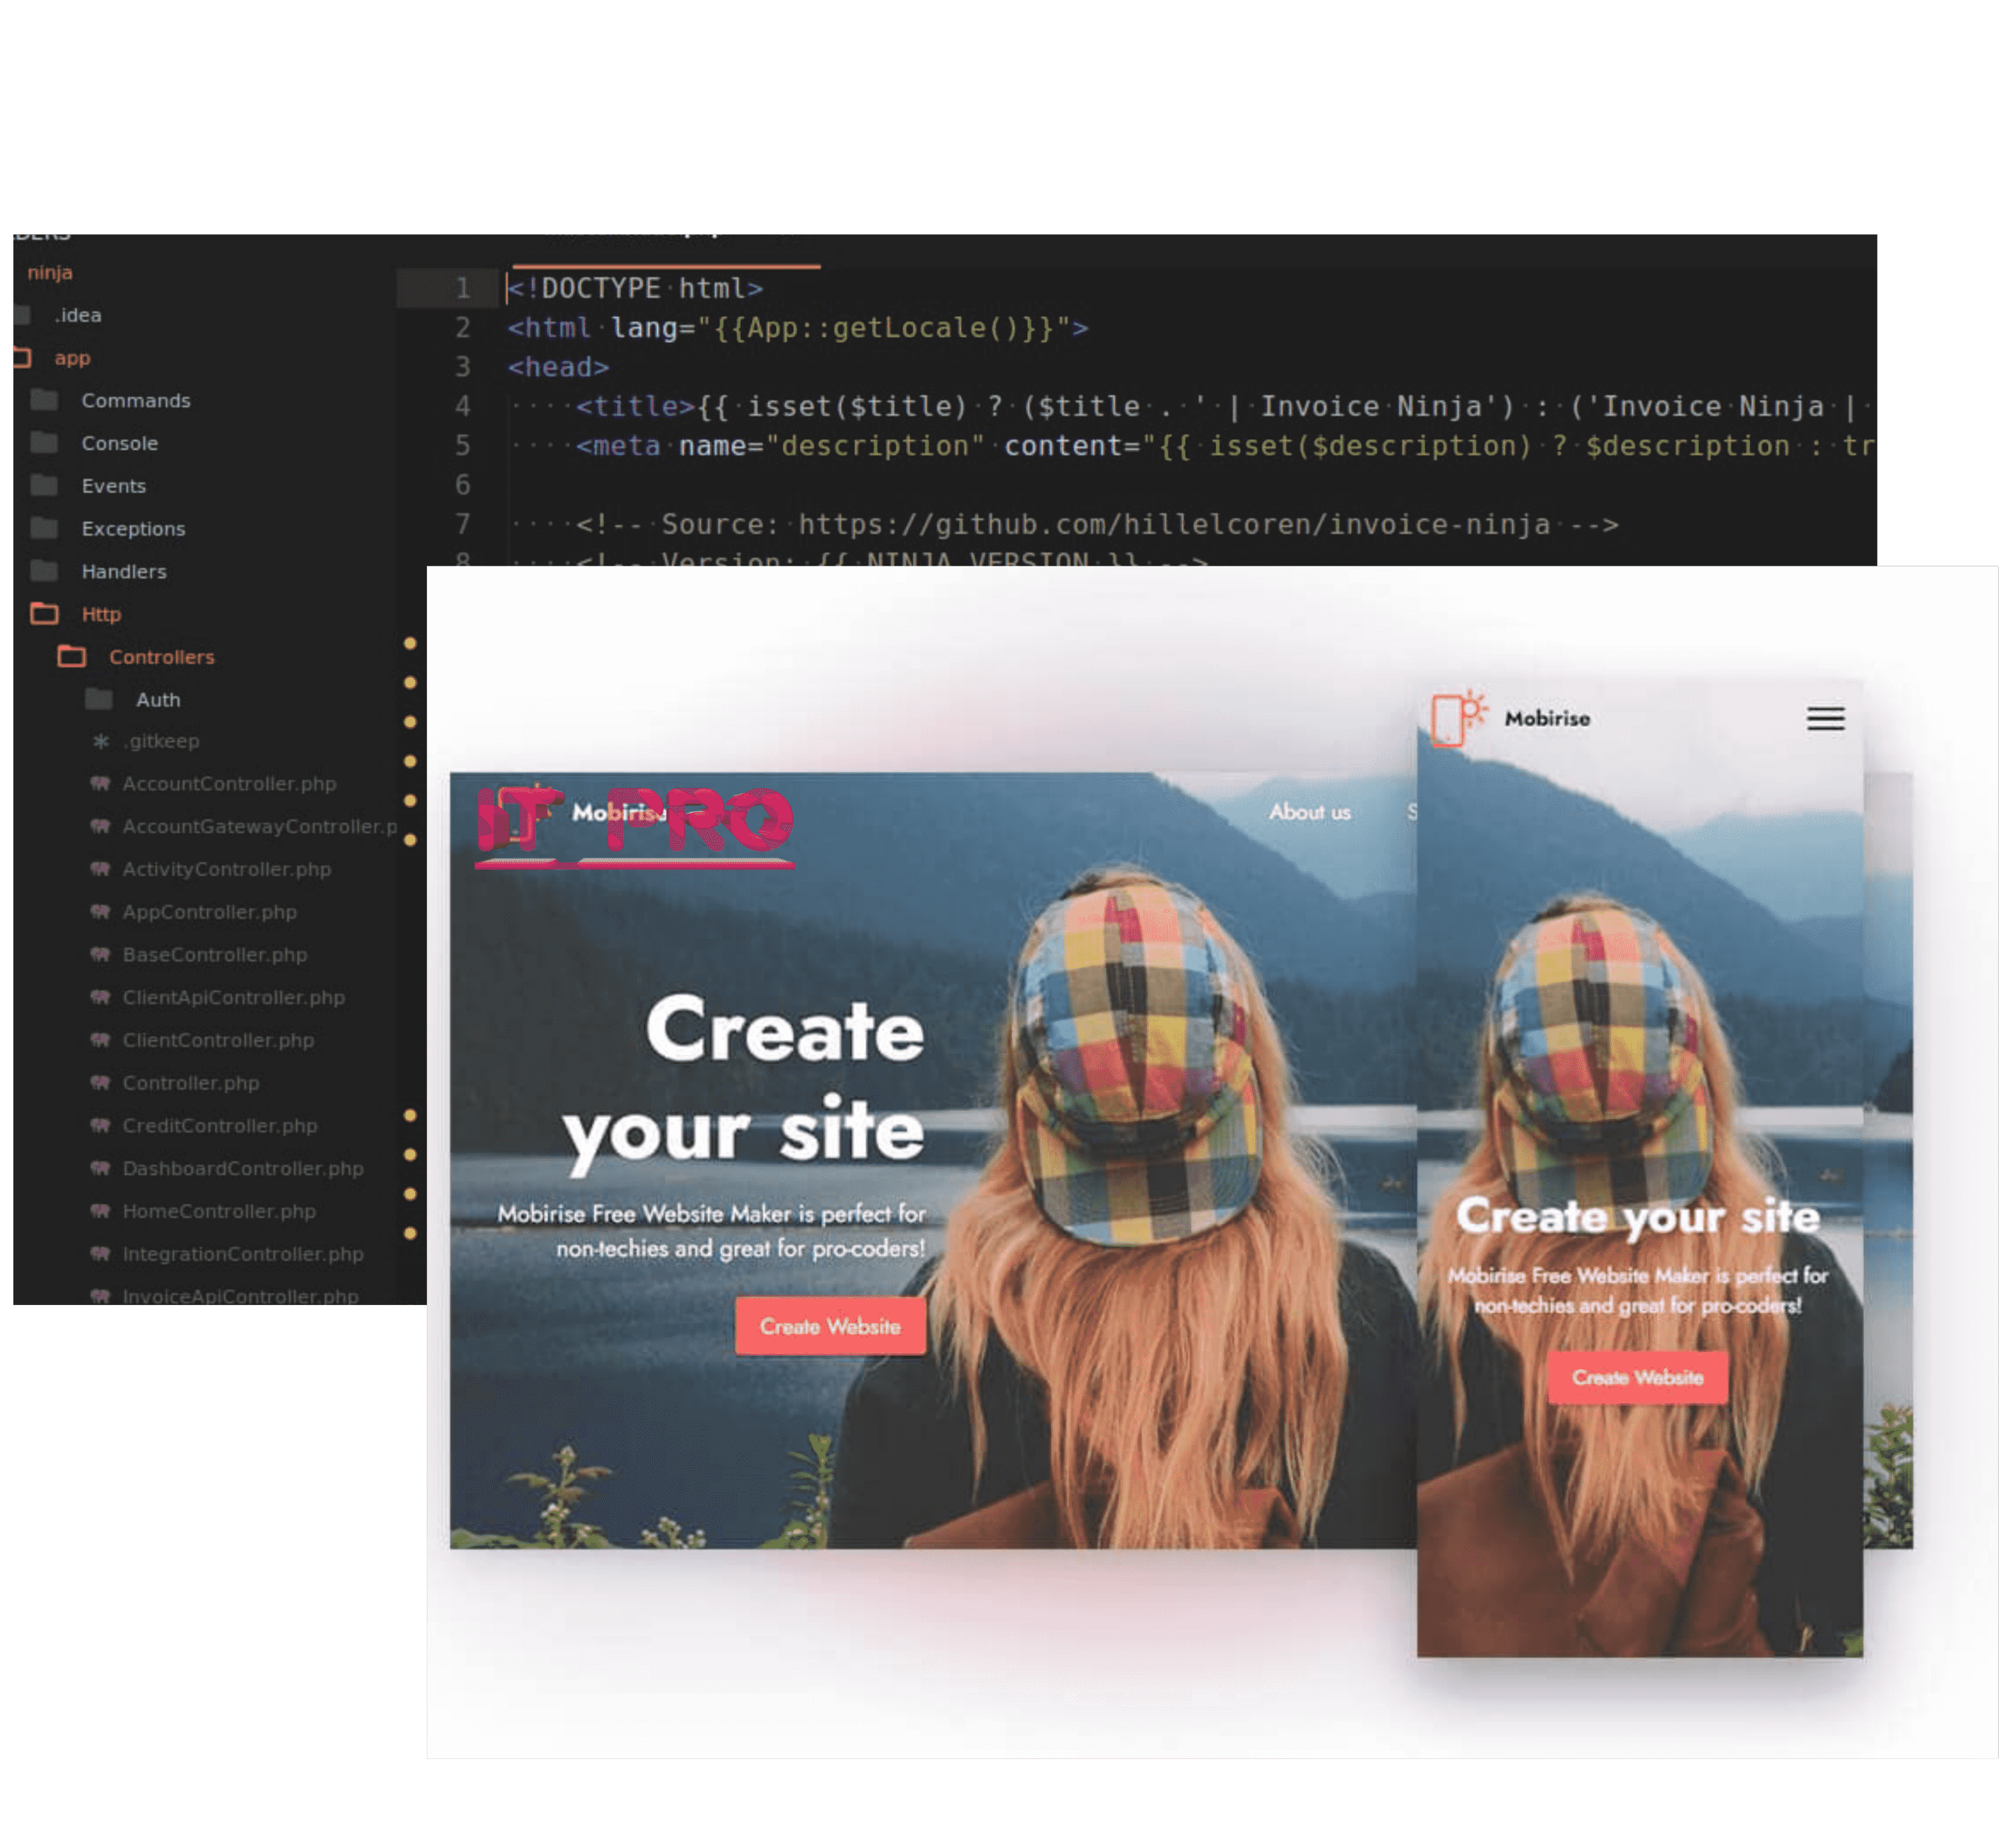 ninja
.idea
app
Commands
Console
Events
Exceptions
Handlers
Http
Controllers
Auth
.gitkeep
AccountController.php
AccountGatewayController.p
ActivityController.php
AppController.php
BaseController.php
ClientApiController.php
ClientController.php
Controller.php
CreditController.php
DashboardController.php
HomeController.php
IntegrationController.php
InvoiceApiController.php
1 <!DOCTYPE html>
2 <html lang="{{App::getLocale()}}">
3 <head>
4 <title>{{ isset($title) ? ($title . ' | Invoice Ninja') : ('Invoice Ninja |
5 <meta name="description" content="{{ isset($description) ? $description : tr
6
7 <!-- Source: https://github.com/hillelcoren/invoice-ninja -->
8 <!-- Version: {{ NINJA_VERSION }} -->
IT PRO
Mobirise
About us
S
Create
your site
Mobirise Free Website Maker is perfect for
non-techies and great for pro-coders!
Create Website
Mobirise
Create your site
Mobirise Free Website Maker is perfect for
non-techies and great for pro-coders!
Create Website